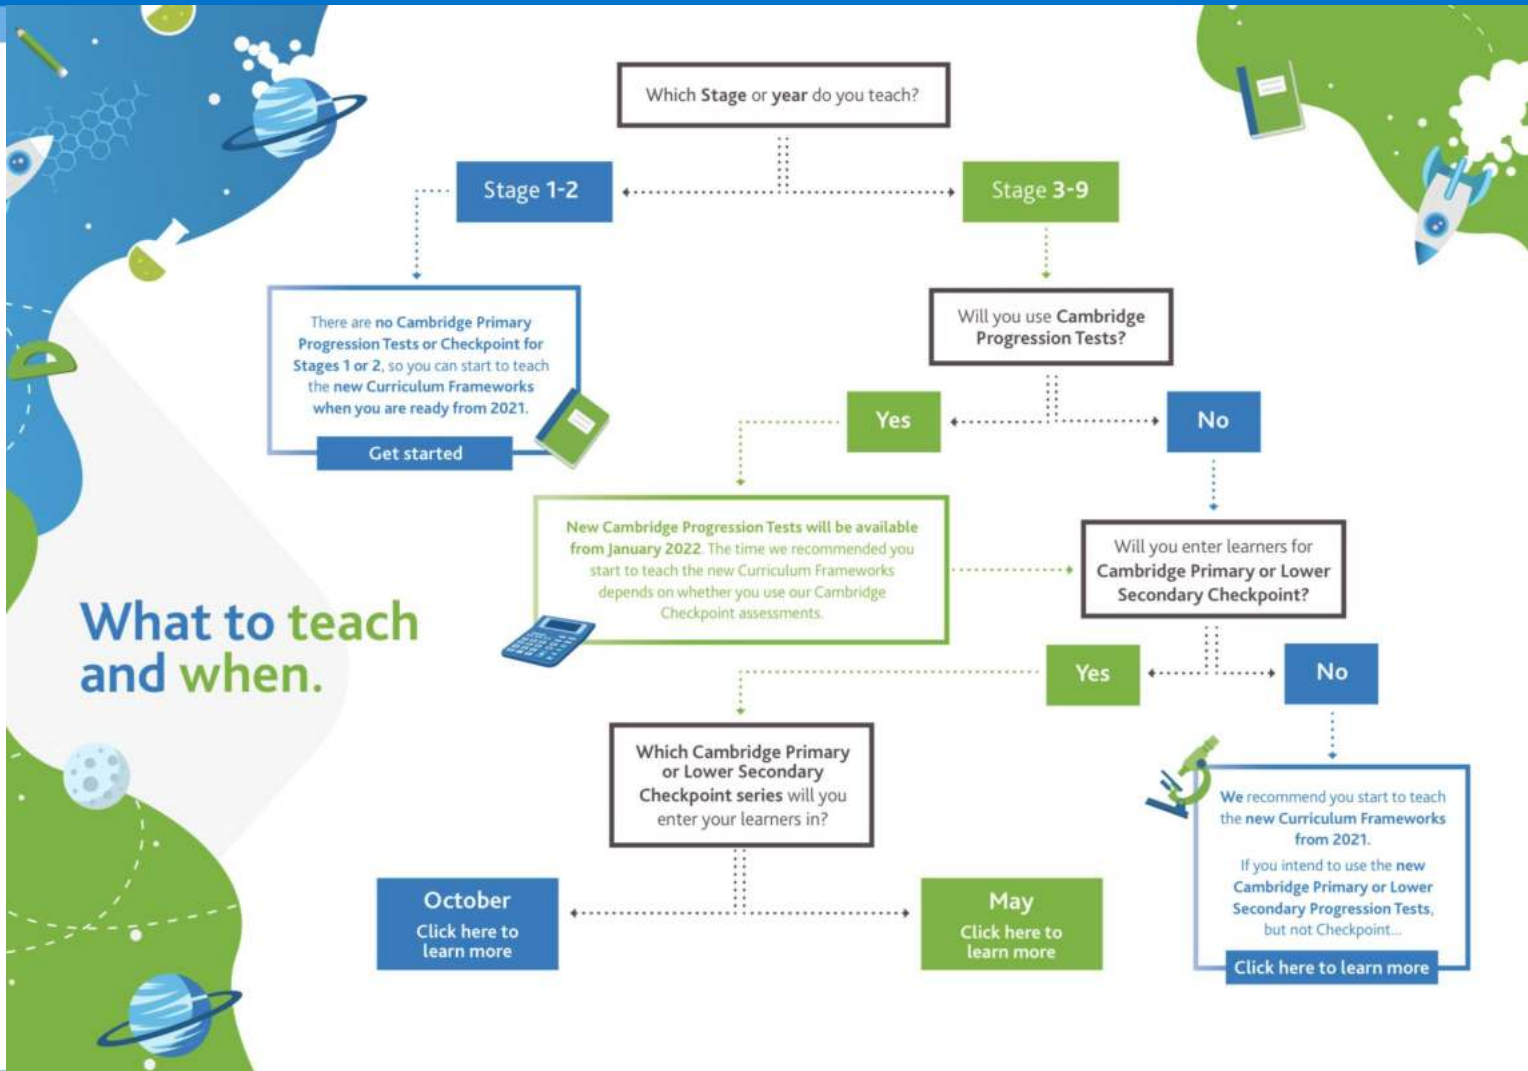 Which Stage or year do you teach?
Stage 1-2
Stage 3-9
There are no Cambridge Primary
Progression Tests or Checkpoint for
Stages 1 or 2, so you can start to teach
the new Curriculum Frameworks
when you are ready from 2021.
Get started
Will you use Cambridge
Progression Tests?
Yes
No
New Cambridge Progression Tests will be available
from January 2022. The time we recommended you
start to teach the new Curriculum Frameworks
depends on whether you use our Cambridge
Checkpoint assessments.
Will you enter learners for
Cambridge Primary or Lower
Secondary Checkpoint?
What to teach
and when.
Yes
No
Which Cambridge Primary
or Lower Secondary
Checkpoint series will you
enter your learners in?
We recommend you start to teach
the new Curriculum Frameworks
from 2021.
If you intend to use the new
Cambridge Primary or Lower
Secondary Progression Tests,
but not Checkpoint...
Click here to learn more
October
Click here to
learn more
May
Click here to
learn more